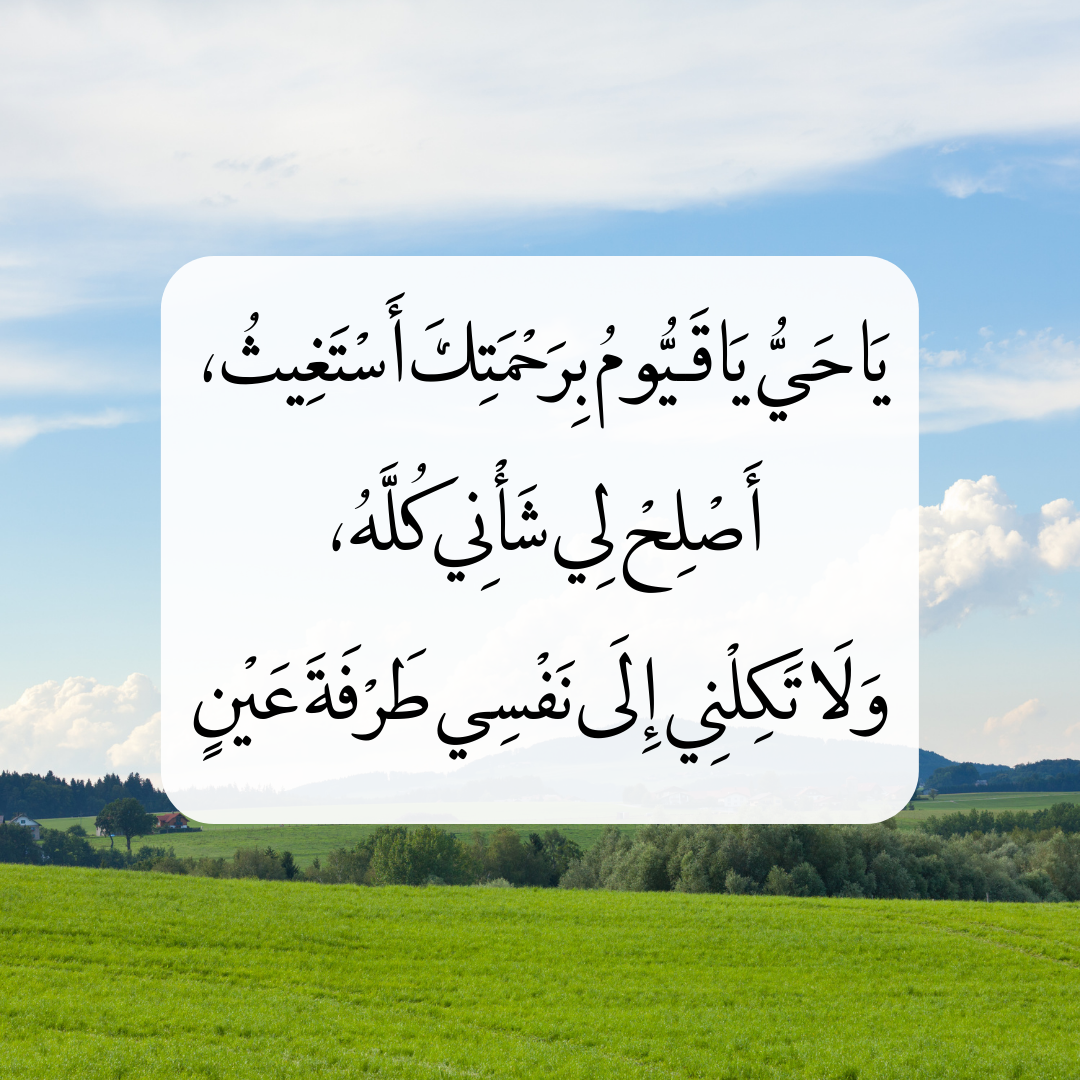 يَا حَيُّ يَا قَيُّومُ بِرَحْمَتِكَ أَسْتَغِيثُ،
أَصْلِحْ لِي شَأْنِي كُلَّهُ،
وَلَا تَكِلْنِي إِلَى نَفْسِي طَرْفَةَ عَيْنٍ